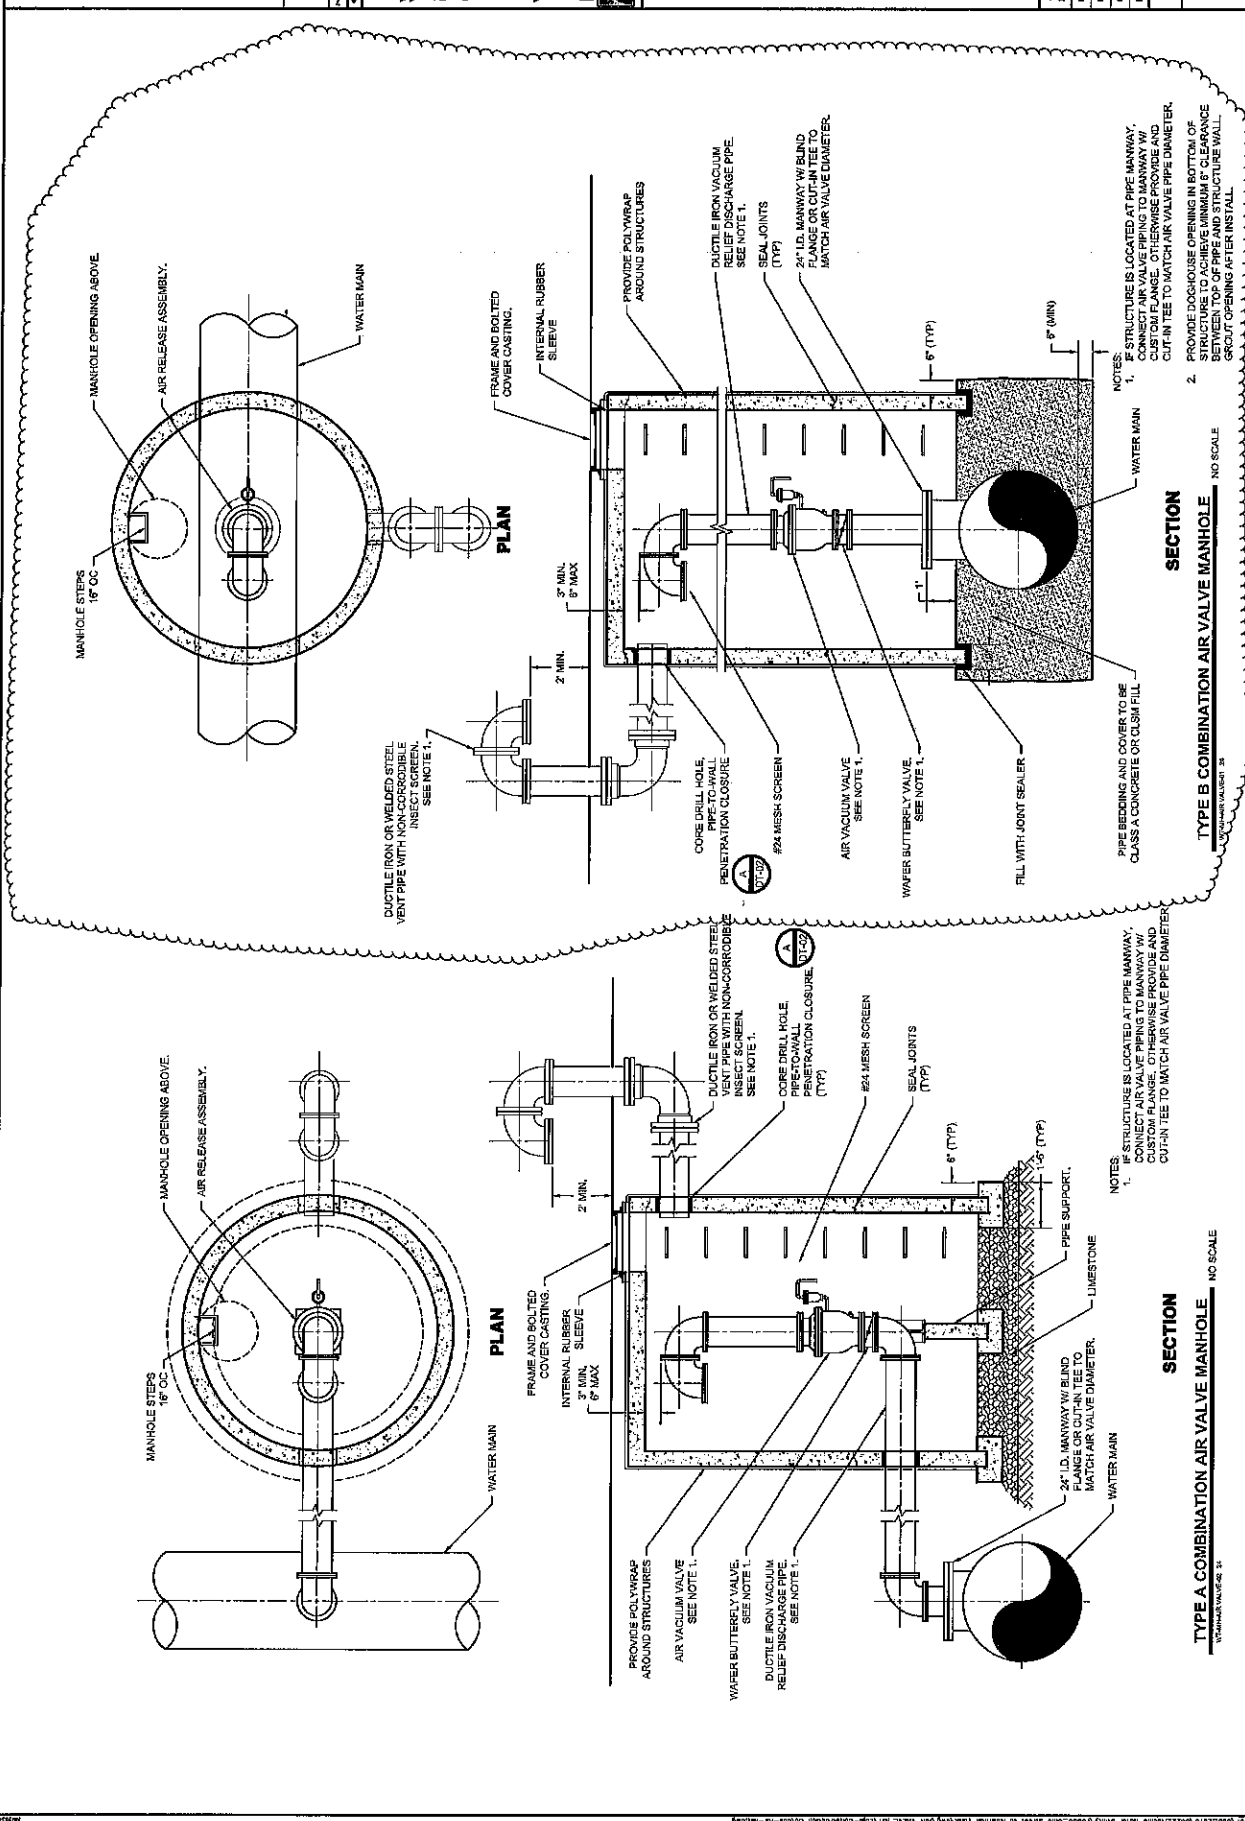 MANHOLE STEPS
16" OC
MANHOLE OPENING ABOVE.
AIR RELEASE ASSEMBLY.
WATER MAIN
PLAN
FRAME AND BOLTED
COVER CASTING.
INTERNAL RUBBER
SLEEVE
3" MIN.
6" MAX
2' MIN.
DUCTILE IRON OR WELDED STEEL
VENT PIPE WITH NON-CORRODIBLE
INSECT SCREEN.
SEE NOTE 1.
CORE DRILL HOLE,
PIPE-TO-WALL
PENETRATION CLOSURE,
(TYP)
A
DT-02
#24 MESH SCREEN
SEAL JOINTS
(TYP)
PROVIDE POLYWRAP
AROUND STRUCTURES
AIR VACUUM VALVE
SEE NOTE 1.
WAFER BUTTERFLY VALVE.
SEE NOTE 1.
DUCTILE IRON VACUUM
RELIEF DISCHARGE PIPE.
SEE NOTE 1.
6" (TYP)
1'-6" (TYP)
PIPE SUPPORT.
LIMESTONE
24" I.D. MANWAY W/ BLIND
FLANGE OR CUT-IN TEE TO
MATCH AIR VALVE DIAMETER.
WATER MAIN
NOTES:
1. IF STRUCTURE IS LOCATED AT PIPE MANWAY,
CONNECT AIR VALVE PIPING TO MANWAY W/
CUSTOM FLANGE. OTHERWISE PROVIDE AND
CUT-IN TEE TO MATCH AIR VALVE PIPE DIAMETER
SECTION
TYPE A COMBINATION AIR VALVE MANHOLE
NO SCALE
MANHOLE STEPS
16" OC
MANHOLE OPENING ABOVE.
AIR RELEASE ASSEMBLY.
WATER MAIN
PLAN
DUCTILE IRON OR WELDED STEEL
VENT PIPE WITH NON-CORRODIBLE
INSECT SCREEN.
SEE NOTE 1.
2' MIN.
3" MIN.
6" MAX
FRAME AND BOLTED
COVER CASTING.
INTERNAL RUBBER
SLEEVE
PROVIDE POLYWRAP
AROUND STRUCTURES
CORE DRILL HOLE,
PIPE-TO-WALL
PENETRATION CLOSURE
A
DT-02
#24 MESH SCREEN
DUCTILE IRON VACUUM
RELIEF DISCHARGE PIPE.
SEE NOTE 1.
SEAL JOINTS
(TYP)
24" I.D. MANWAY W/ BLIND
FLANGE OR CUT-IN TEE TO
MATCH AIR VALVE DIAMETER.
AIR VACUUM VALVE
SEE NOTE 1.
WAFER BUTTERFLY VALVE.
SEE NOTE 1.
1'
6" (TYP)
6" (MIN)
FILL WITH JOINT SEALER
PIPE BEDDING AND COVER TO BE
CLASS A CONCRETE OR CLSM FILL
WATER MAIN
NOTES:
1. IF STRUCTURE IS LOCATED AT PIPE MANWAY,
CONNECT AIR VALVE PIPING TO MANWAY W/
CUSTOM FLANGE. OTHERWISE PROVIDE AND
CUT-IN TEE TO MATCH AIR VALVE PIPE DIAMETER.
2. PROVIDE DOGHOUSE OPENING IN BOTTOM OF
STRUCTURE TO ACHIEVE MINIMUM 6" CLEARANCE
BETWEEN TOP OF PIPE AND STRUCTURE WALL.
GROUT OPENING AFTER INSTALL.
SECTION
TYPE B COMBINATION AIR VALVE MANHOLE
NO SCALE